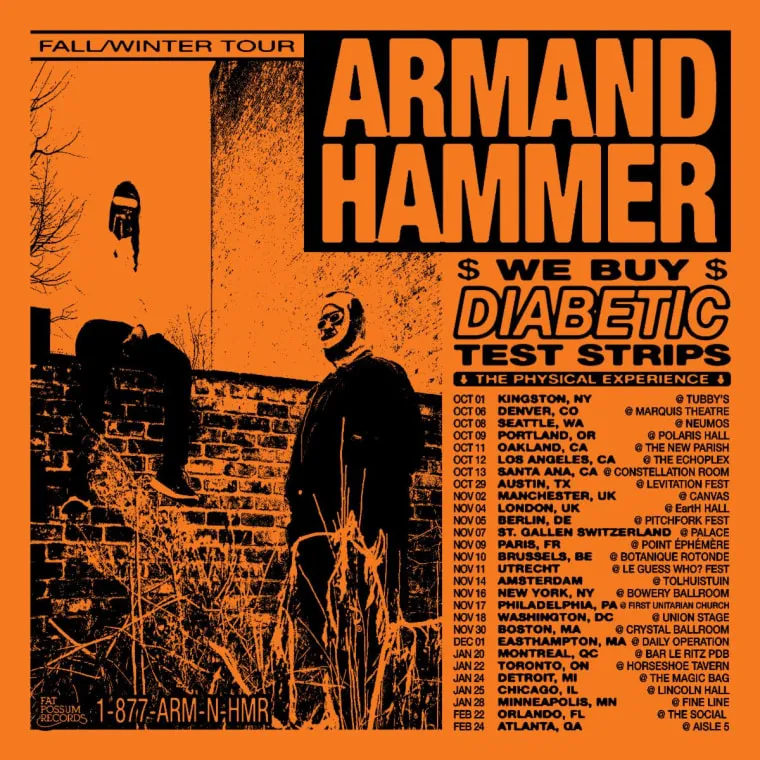 FALL/WINTER TOUR
ARMAND
HAMMER
$ WE BUY $
DIABETIC
TEST STRIPS
THE PHYSICAL EXPERIENCE
OCT 01 KINGSTON, NY @ TUBBY'S
OCT 06 DENVER, CO @ MARQUIS THEATRE
OCT 08 SEATTLE, WA @ NEUMOS
OCT 09 PORTLAND, OR @ POLARIS HALL
OCT 11 OAKLAND, CA @ THE NEW PARISH
OCT 12 LOS ANGELES, CA @ THE ECHOPLEX
OCT 13 SANTA ANA, CA @ CONSTELLATION ROOM
OCT 29 AUSTIN, TX @ LEVITATION FEST
NOV 02 MANCHESTER, UK @ CANVAS
NOV 04 LONDON, UK @ EartH HALL
NOV 05 BERLIN, DE @ PITCHFORK FEST
NOV 07 ST. GALLEN SWITZERLAND @ PALACE
NOV 09 PARIS, FR @ POINT ÉPHÉMÈRE
NOV 10 BRUSSELS, BE @ BOTANIQUE ROTONDE
NOV 11 UTRECHT @ LE GUESS WHO? FEST
NOV 14 AMSTERDAM @ TOLHUISTUIN
NOV 16 NEW YORK, NY @ BOWERY BALLROOM
NOV 17 PHILADELPHIA, PA @ FIRST UNITARIAN CHURCH
NOV 18 WASHINGTON, DC @ UNION STAGE
NOV 30 BOSTON, MA @ CRYSTAL BALLROOM
DEC 01 EASTHAMPTON, MA @ DAILY OPERATION
JAN 20 MONTREAL, QC @ BAR LE RITZ PDB
JAN 22 TORONTO, ON @ HORSESHOE TAVERN
JAN 24 DETROIT, MI @ THE MAGIC BAG
JAN 25 CHICAGO, IL @ LINCOLN HALL
JAN 28 MINNEAPOLIS, MN @ FINE LINE
FEB 22 ORLANDO, FL @ THE SOCIAL
FEB 24 ATLANTA, GA @ AISLE 5
FAT
POSSUM
RECORDS
1-877-ARM-N-HMR